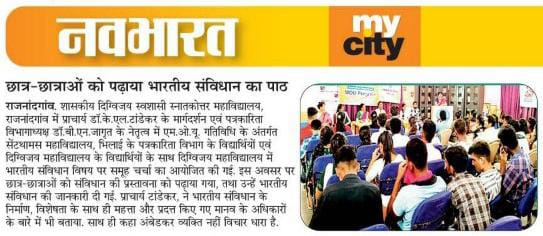 नवभारत
my
city
छात्र-छात्राओं को पढ़ाया भारतीय संविधान का पाठ
राजनांदगांव. शासकीय दिग्विजय स्वशासी स्नातकोत्तर महाविद्यालय,
राजनांदगांव में प्राचार्य डॉ.के.एल.टांडेकर के मार्गदर्शन एवं पत्रकारिता
विभागाध्यक्ष डॉ.बी.एन.जागृत के नेतृत्व में एम.ओ.यू. गतिविधि के अंतर्गत
सेंटथामस महाविद्यालय, भिलाई के पत्रकारिता विभाग के विद्यार्थियों एवं
दिग्विजय महाविद्यालय के विद्यार्थियों के साथ दिग्विजय महाविद्यालय में
भारतीय संविधान विषय पर समूह चर्चा का आयोजित की गई. इस अवसर पर
छात्र-छात्राओं को संविधान की प्रस्तावना को पढ़ाया गया, तथा उन्हें भारतीय
संविधान की जानकारी दी गई. प्राचार्य टांडेकर, ने भारतीय संविधान के
निर्माण, विशेषता के साथ ही महत्ता और प्रदत्त किए गए मानव के अधिकारों
के बारे में भी बताया. साथ ही कहा अंबेडकर व्यक्ति नहीं विचार धारा है.